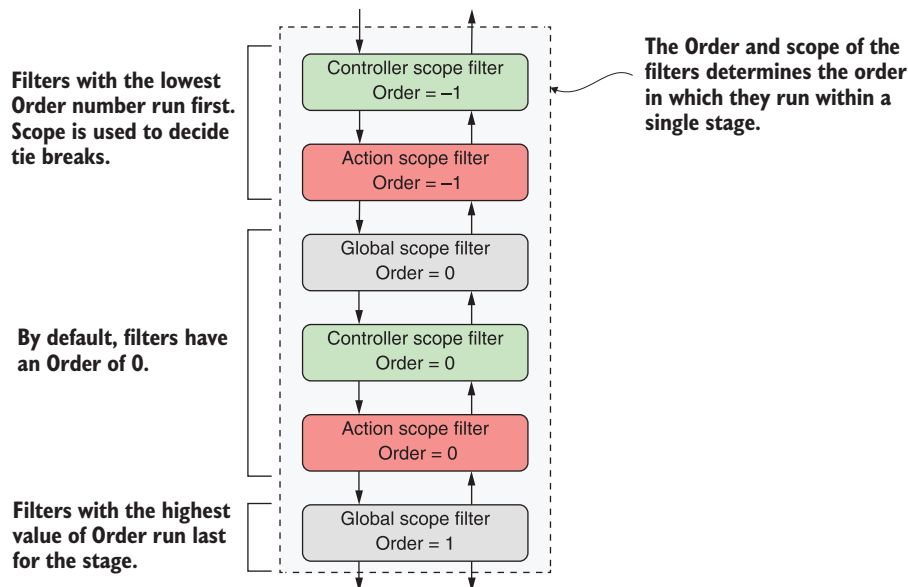 Filters with the lowest
Order number run first.
Scope is used to decide
tie breaks.
By default, filters have
an Order of 0.
Filters with the highest
value of Order run last
for the stage.
Controller scope filter
Order = –1
Action scope filter
Order = –1
Global scope filter
Order = 0
Controller scope filter
Order = 0
Action scope filter
Order = 0
Global scope filter
Order = 1
The Order and scope of the
filters determines the order
in which they run within a
single stage.